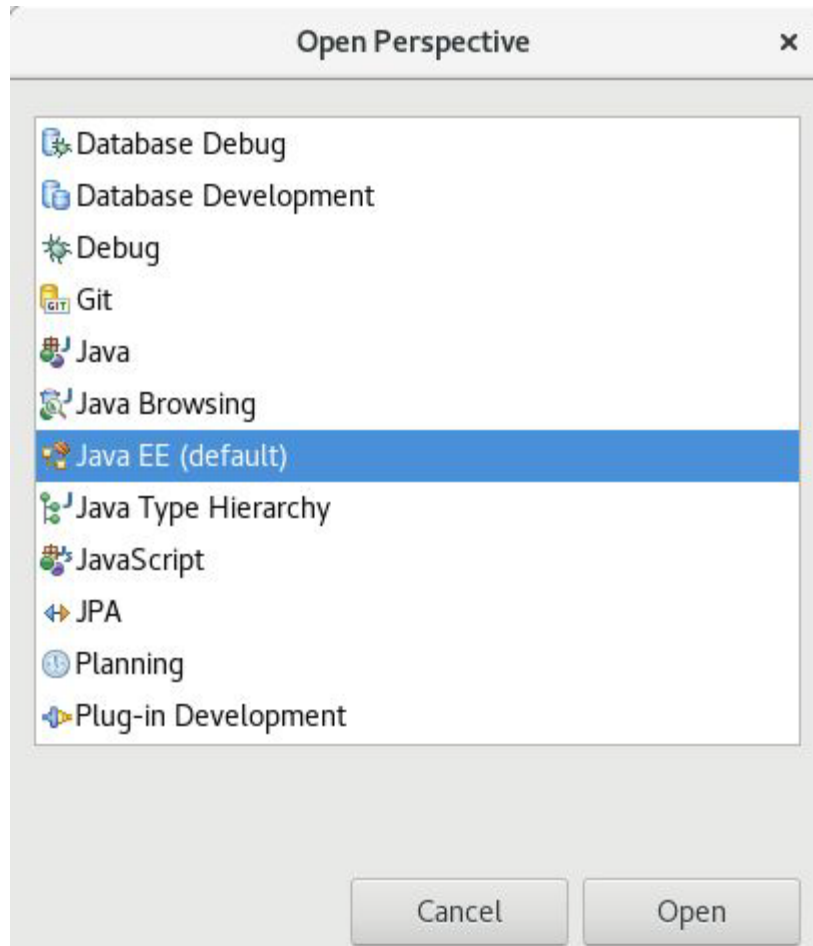 Open Perspective
Database Debug
Database Development
Debug
GIT Git
Java
Java Browsing
Java EE (default)
Java Type Hierarchy
JavaScript
JPA
Planning
Plug-in Development
Cancel Open